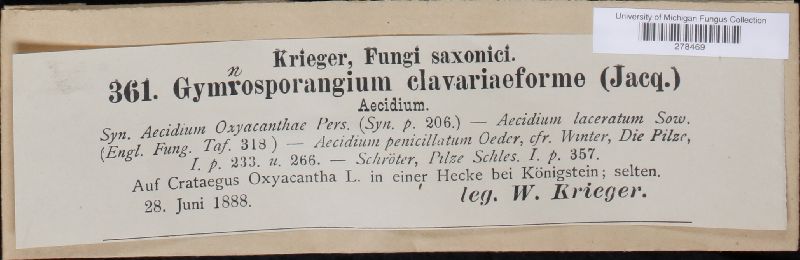 University of Michigan Fungus Collection
278469
Krieger, Fungi saxonici.
n
361. Gymrosporangium clavariaeforme (Jacq.)
Aecidium.
Syn. Aecidium Oxyacanthae Pers. (Syn. p. 206.) — Aecidium laceratum Sow.
(Engl. Fung. Taf. 318) — Aecidium penicillatum Oeder, cfr. Winter, Die Pilze,
I. p. 233. u. 266. — Schröter, Pilze Schles. I. p. 357.
Auf Crataegus Oxyacantha L. in einer Hecke bei Königstein; selten.
28. Juni 1888. leg. W. Krieger.